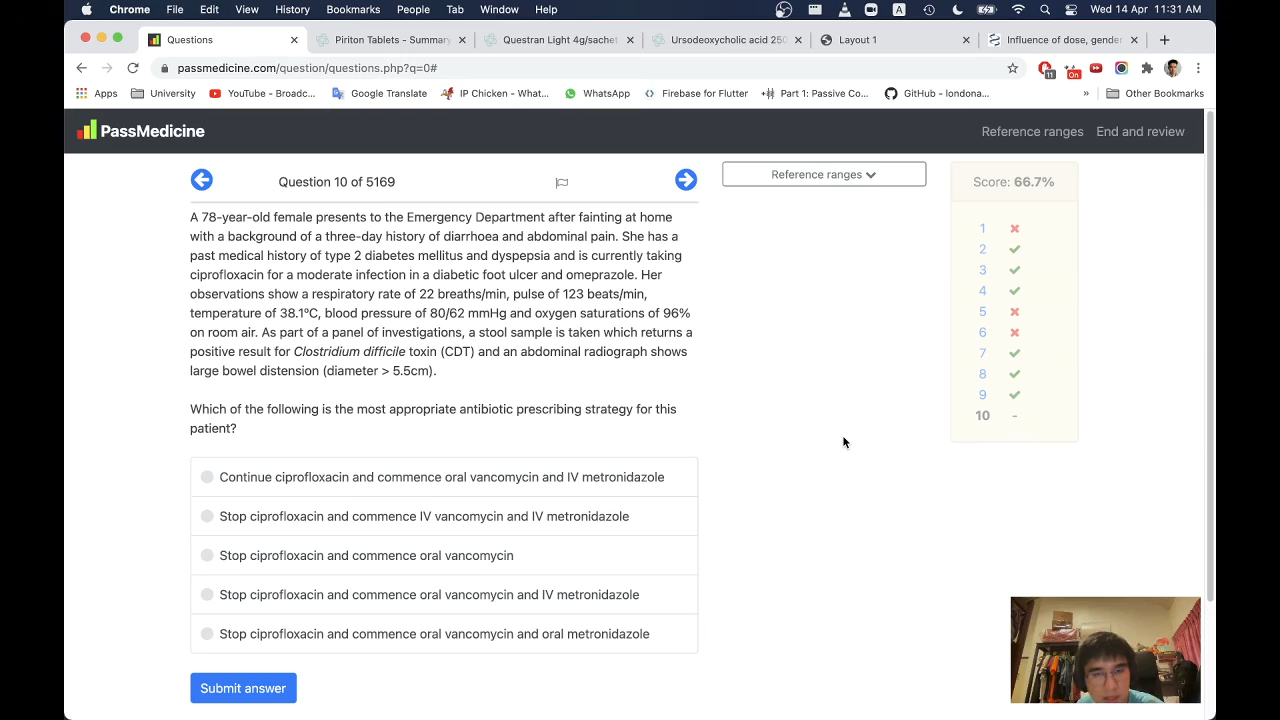 Chrome File Edit View History Bookmarks People Tab Window Help
A
Wed 14 Apr 11:31 AM
Questions
Piriton Tablets - Summary
Questran Light 4g/sachet
Ursodeoxycholic acid 250
Influence of dose, gender
passmedicine.com/question/questions.php?q=0#
11
On
Apps
University
YouTube - Broadc...
Google Translate
IP Chicken - What...
WhatsApp
Firebase for Flutter
Part 1: Passive Co...
GitHub - londona...
»
Other Bookmarks
PassMedicine
Reference ranges
End and review
Question 10 of 5169
Reference ranges
Score: 66.7%
A 78-year-old female presents to the Emergency Department after fainting at home
with a background of a three-day history of diarrhoea and abdominal pain. She has a
past medical history of type 2 diabetes mellitus and dyspepsia and is currently taking
ciprofloxacin for a moderate infection in a diabetic foot ulcer and omeprazole. Her
observations show a respiratory rate of 22 breaths/min, pulse of 123 beats/min,
temperature of 38.1ºC, blood pressure of 80/62 mmHg and oxygen saturations of 96%
on room air. As part of a panel of investigations, a stool sample is taken which returns a
positive result for Clostridium difficile toxin (CDT) and an abdominal radiograph shows
large bowel distension (diameter > 5.5cm).
Which of the following is the most appropriate antibiotic prescribing strategy for this
patient?
Continue ciprofloxacin and commence oral vancomycin and IV metronidazole
Stop ciprofloxacin and commence IV vancomycin and IV metronidazole
Stop ciprofloxacin and commence oral vancomycin
Stop ciprofloxacin and commence oral vancomycin and IV metronidazole
Stop ciprofloxacin and commence oral vancomycin and oral metronidazole
Submit answer
1
2
3
4
5
6
7
8
9
10 -